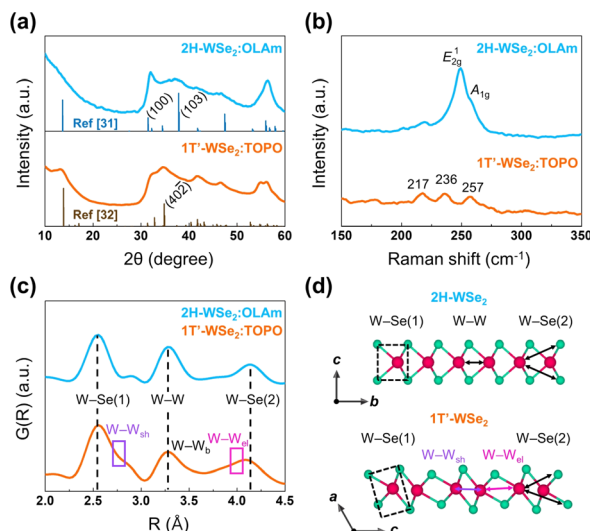 (a)
2H-WSe₂:OLAm
Intensity (a.u.)
(100)
(103)
Ref [31]
1T'-WSe₂:TOPO
Ref [32]
(402̄)
10 20 30 40 50 60
2θ (degree)
(b)
2H-WSe₂:OLAm
Intensity (a.u.)
E¹₂g
A₁g
1T'-WSe₂:TOPO
217 236 257
150 200 250 300 350
Raman shift (cm⁻¹)
(c)
2H-WSe₂:OLAm
1T'-WSe₂:TOPO
G(R) (a.u.)
W–Se(1) W–W W–Se(2)
W–Wsh
W–Wb
W–Wel
2.0 2.5 3.0 3.5 4.0 4.5
R (Å)
(d)
2H-WSe₂
W–Se(1) W–W W–Se(2)
c
b
1T'-WSe₂
W–Se(1) W–Se(2)
W–Wsh W–Wel
a
c